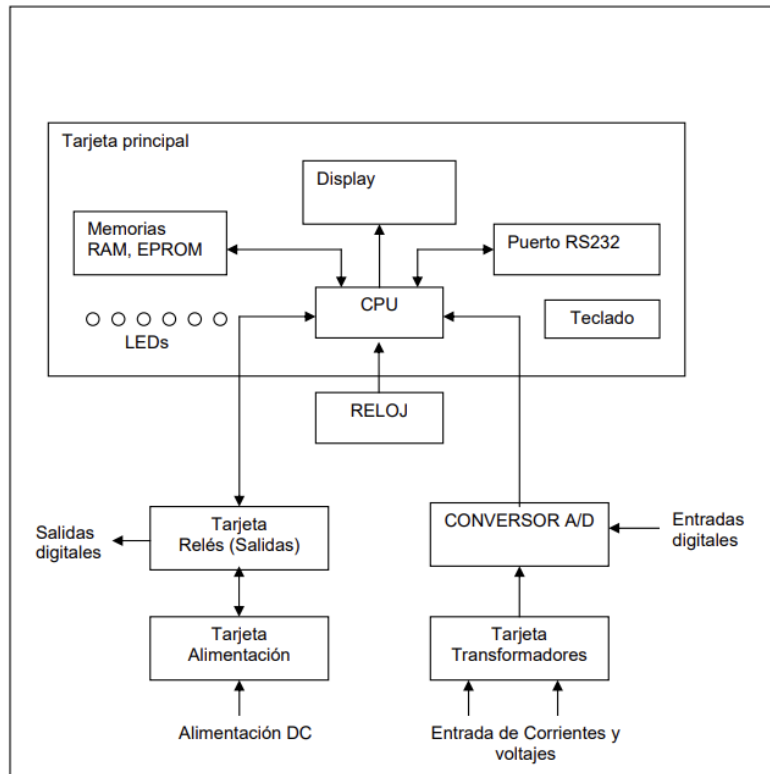 Tarjeta principal
Display
Memorias
RAM, EPROM
Puerto RS232
CPU
Teclado
LEDs
RELOJ
Salidas
digitales
Tarjeta
Relés (Salidas)
CONVERSOR A/D
Entradas
digitales
Tarjeta
Alimentación
Tarjeta
Transformadores
Alimentación DC
Entrada de Corrientes y
voltajes